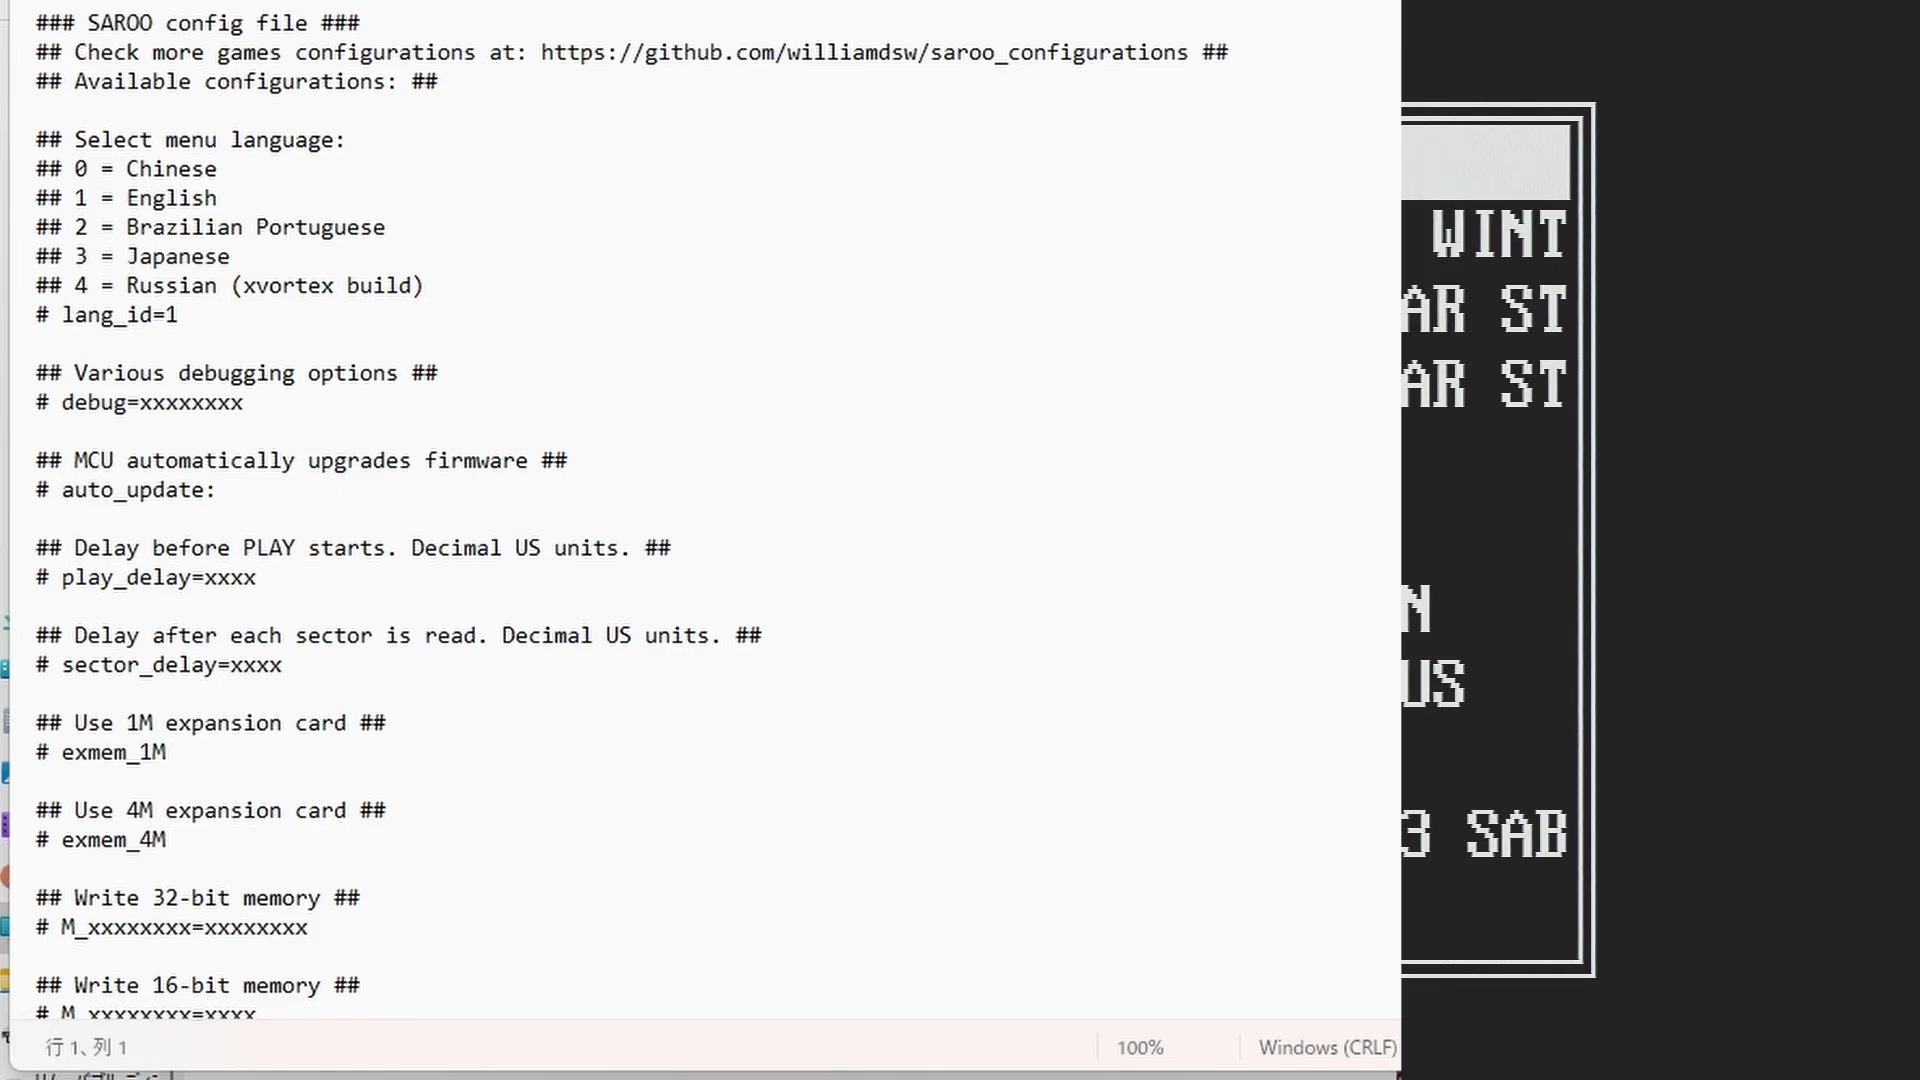 ### SAROO config file ###
## Check more games configurations at: https://github.com/williamdsw/saroo_configurations ##
## Available configurations: ##
## Select menu language:
## 0 = Chinese
## 1 = English
## 2 = Brazilian Portuguese
## 3 = Japanese
## 4 = Russian (xvortex build)
# lang_id=1
## Various debugging options ##
# debug=xxxxxxxx
## MCU automatically upgrades firmware ##
# auto_update:
## Delay before PLAY starts. Decimal US units. ##
# play_delay=xxxx
## Delay after each sector is read. Decimal US units. ##
# sector_delay=xxxx
## Use 1M expansion card ##
# exmem_1M
## Use 4M expansion card ##
# exmem_4M
## Write 32-bit memory ##
# M_xxxxxxxx=xxxxxxxx
## Write 16-bit memory ##
# M_xxxxxxxx=xxxx
行 1、列 1
100%
Windows (CRLF)
WINT
AR ST
AR ST
N
US
3 SAB